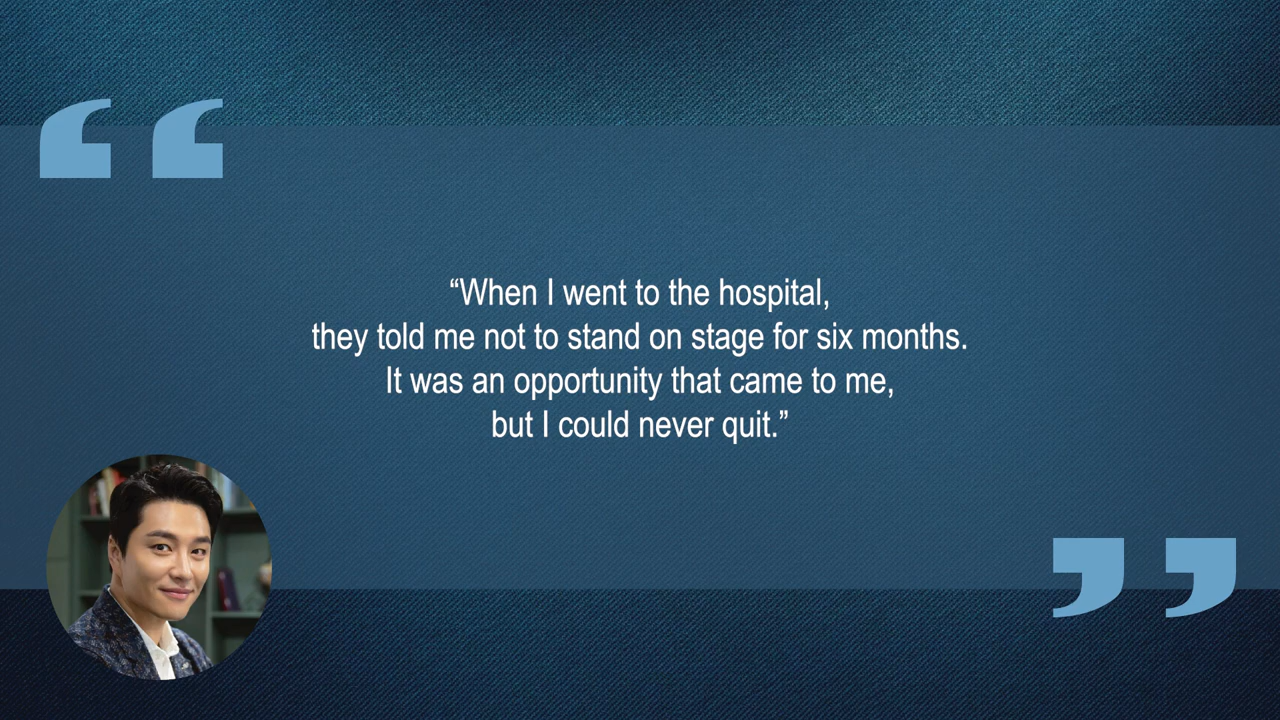 “When I went to the hospital,
they told me not to stand on stage for six months.
It was an opportunity that came to me,
but I could never quit.”